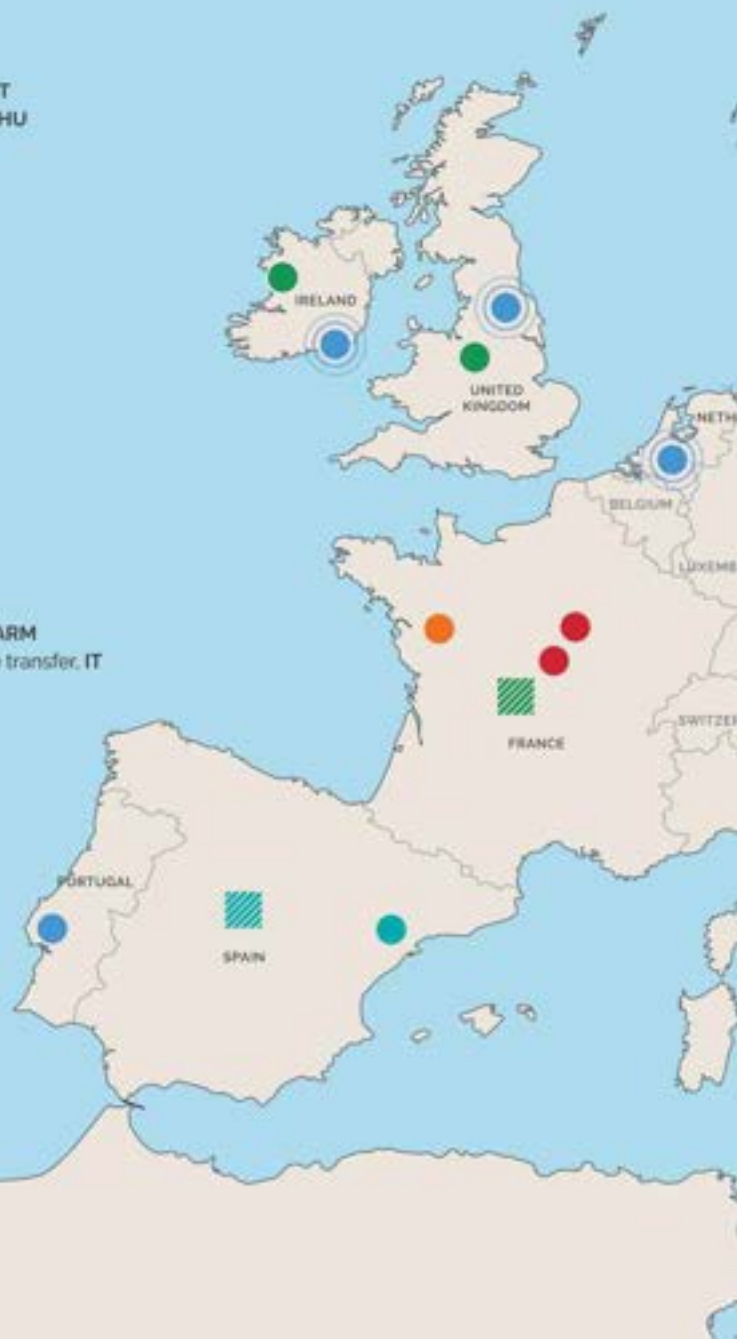 T
HU
IRELAND
UNITED
KINGDOM
NETH
BELGIUM
LUXEMB
ARM
transfer, IT
SWITZER
FRANCE
PORTUGAL
SPAIN